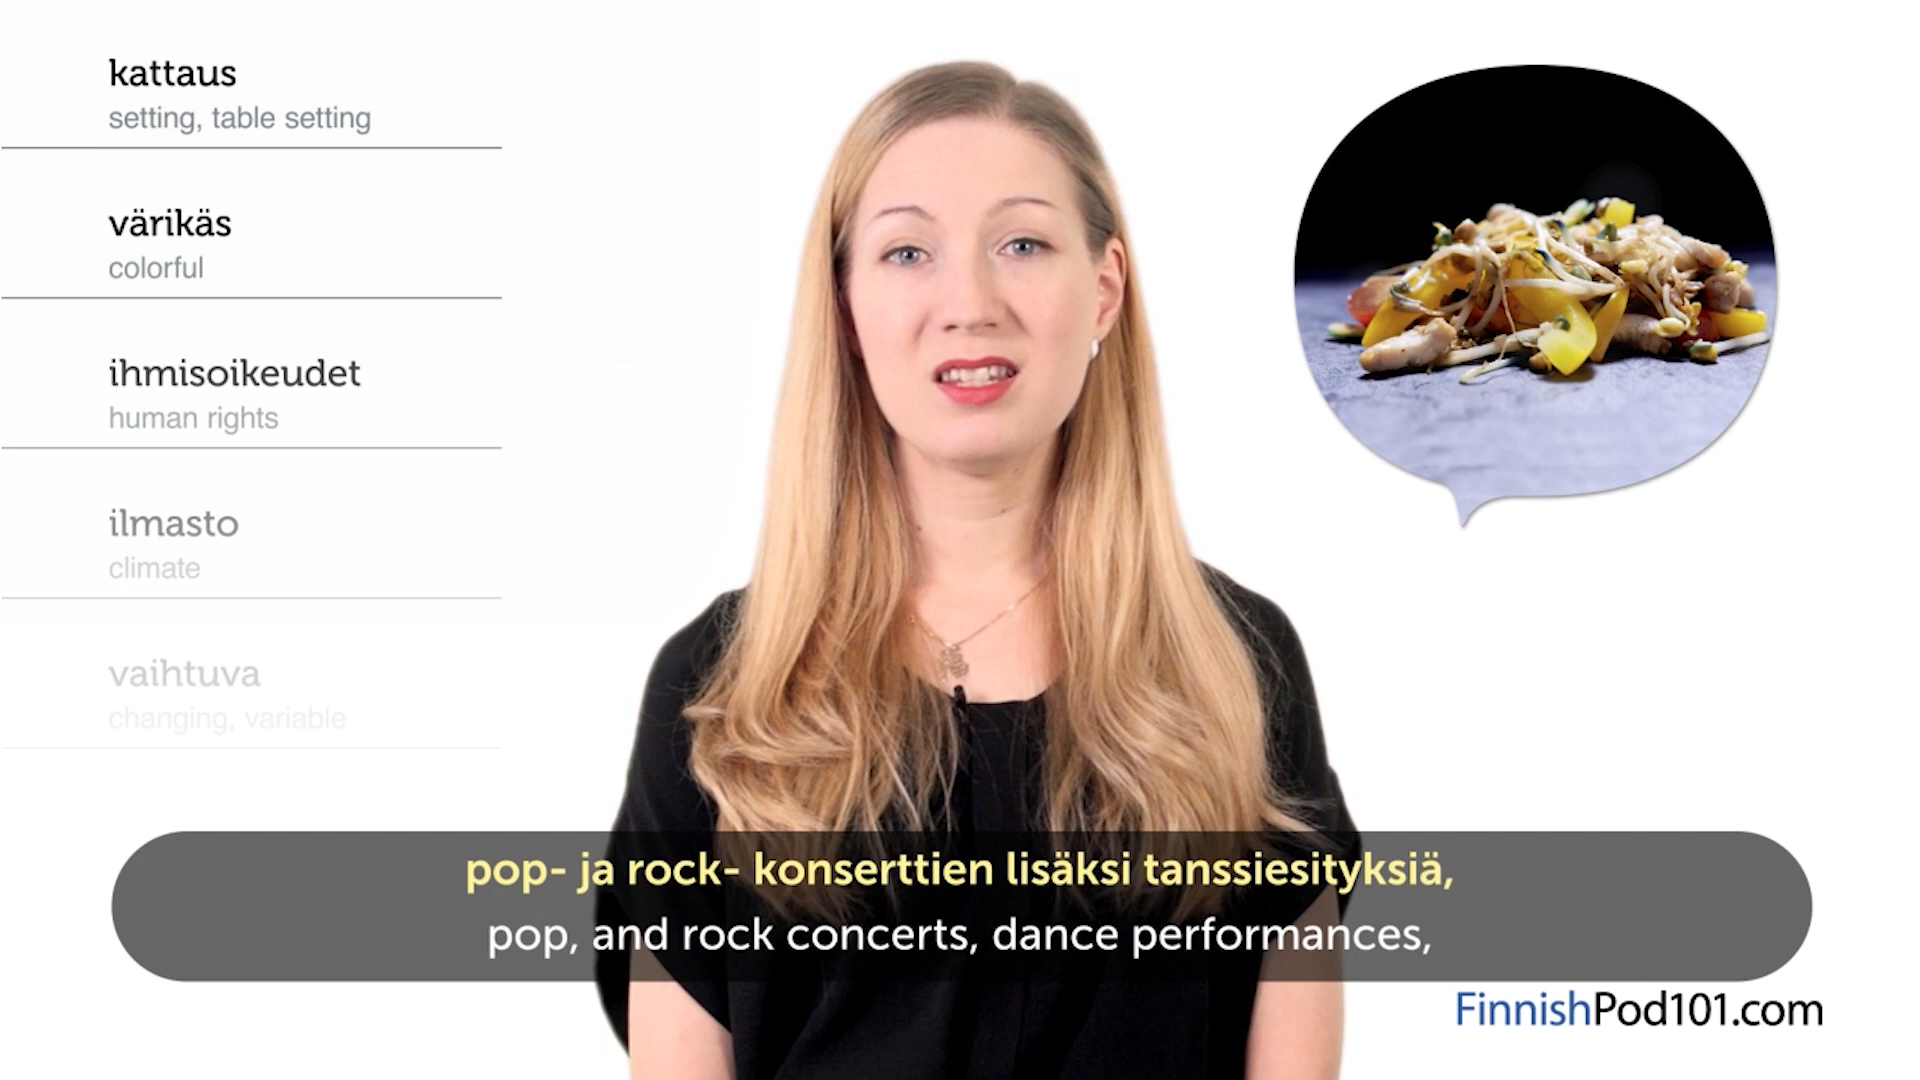 kattaus
setting, table setting
värikäs
colorful
ihmisoikeudet
human rights
ilmasto
climate
vaihtuva
changing, variable
pop- ja rock- konserttien lisäksi tanssiesityksiä,
pop, and rock concerts, dance performances,
FinnishPod101.com